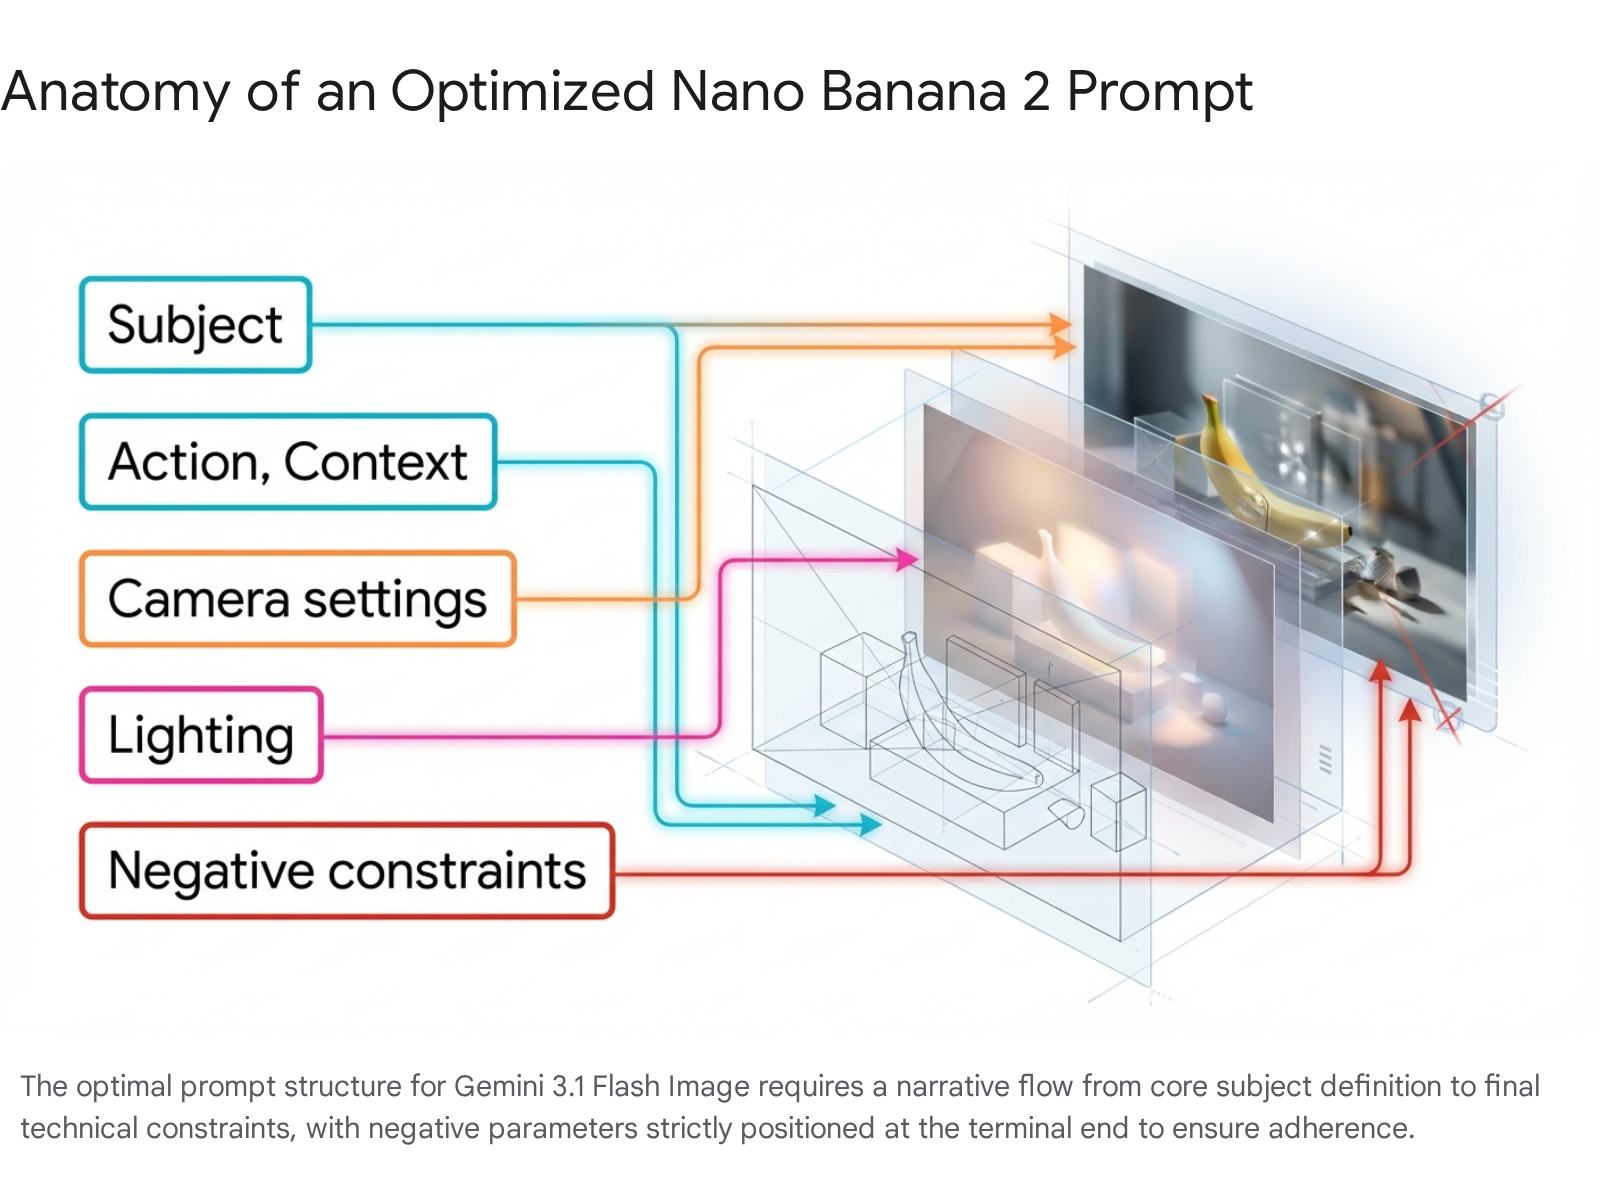 Anatomy of an Optimized Nano Banana 2 Prompt
Subject
Action, Context
Camera settings
Lighting
Negative constraints
The optimal prompt structure for Gemini 3.1 Flash Image requires a narrative flow from core subject definition to final
technical constraints, with negative parameters strictly positioned at the terminal end to ensure adherence.